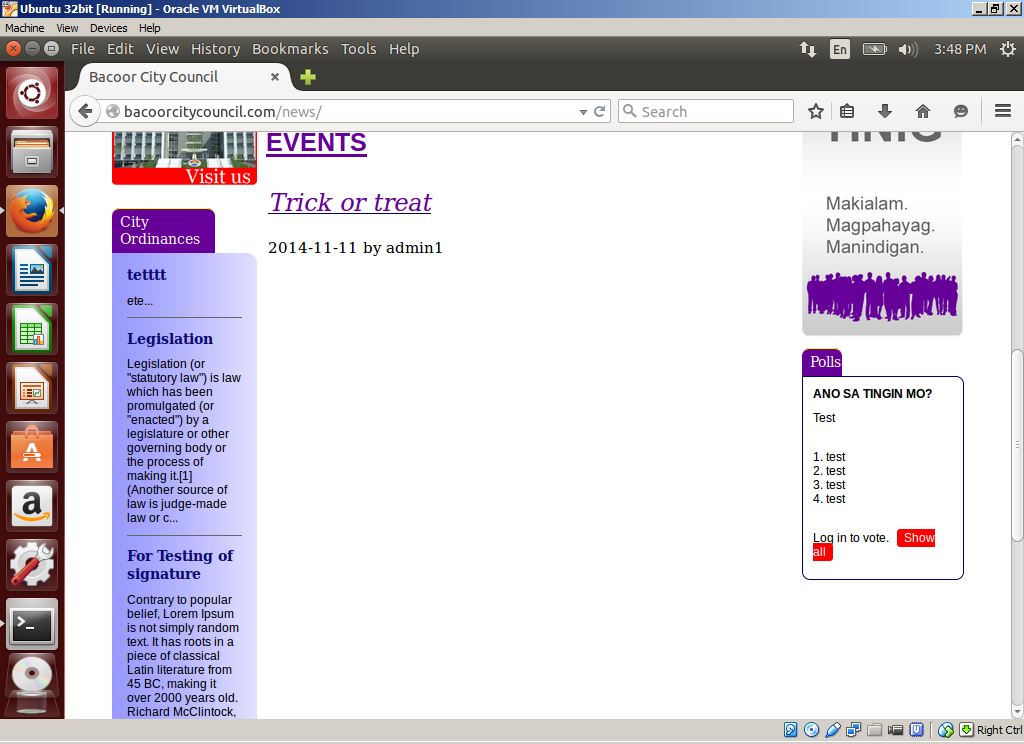 Ubuntu 32bit [Running] - Oracle VM VirtualBox
Machine View Devices Help
File Edit View History Bookmarks Tools Help
En
3:48 PM
Bacoor City Council
bacoorcitycouncil.com/news/
Search
Visit us
City
Ordinances
tetttt
ete...
Legislation
Legislation (or
"statutory law") is law
which has been
promulgated (or
"enacted") by a
legislature or other
governing body or
the process of
making it.[1]
(Another source of
law is judge-made
law or c...
For Testing of
signature
Contrary to popular
belief, Lorem Ipsum
is not simply random
text. It has roots in a
piece of classical
Latin literature from
45 BC, making it
over 2000 years old.
Richard McClintock,
EVENTS
Trick or treat
2014-11-11 by admin1
TINIG
Makialam.
Magpahayag.
Manindigan.
Polls
ANO SA TINGIN MO?
Test
1. test
2. test
3. test
4. test
Log in to vote. Show
all
Right Ctrl